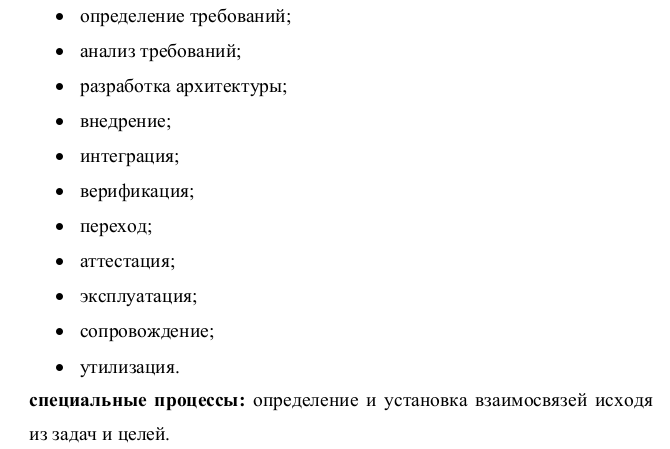 • определение требований;
• анализ требований;
• разработка архитектуры;
• внедрение;
• интеграция;
• верификация;
• переход;
• аттестация;
• эксплуатация;
• сопровождение;
• утилизация.
специальные процессы: определение и установка взаимосвязей исходя
из задач и целей.